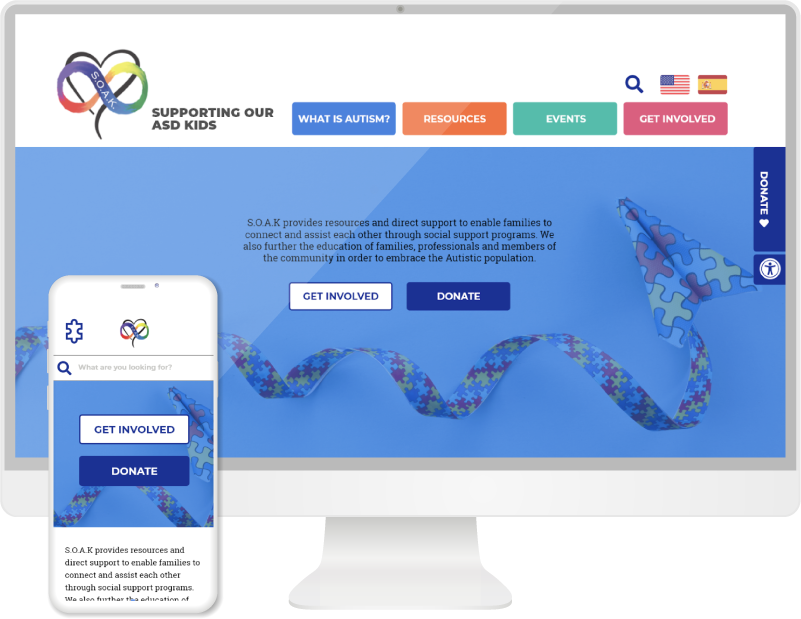 S.O.A.K.
SUPPORTING OUR
ASD KIDS
WHAT IS AUTISM?
RESOURCES
EVENTS
GET INVOLVED
DONATE
S.O.A.K provides resources and direct support to enable families to
connect and assist each other through social support programs. We
also further the education of families, professionals and members of
the community in order to embrace the Autistic population.
GET INVOLVED
DONATE
What are you looking for?
GET INVOLVED
DONATE
S.O.A.K provides resources and
direct support to enable families to
connect and assist each other
through social support programs.
We also further the education of